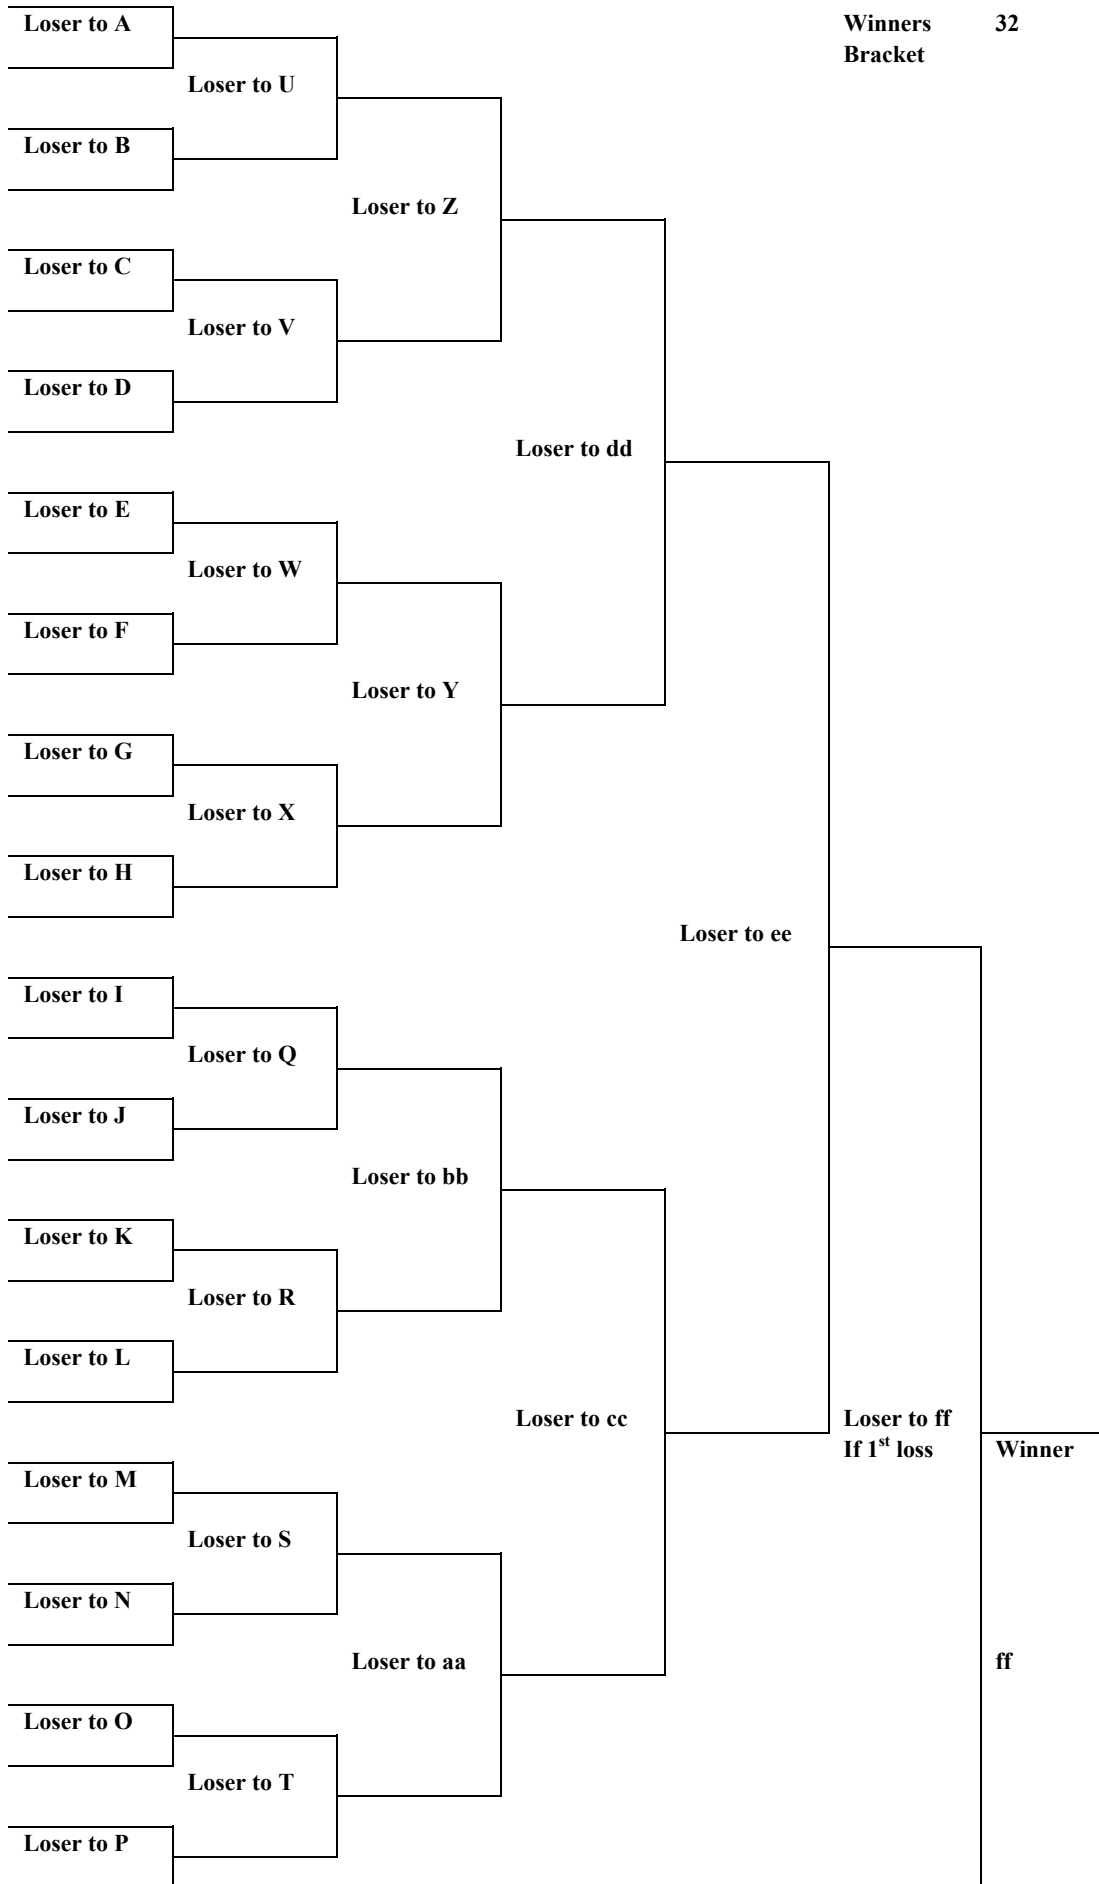 Loser to A
Winners 32
Bracket
Loser to U
Loser to B
Loser to Z
Loser to C
Loser to V
Loser to D
Loser to dd
Loser to E
Loser to W
Loser to F
Loser to Y
Loser to G
Loser to X
Loser to H
Loser to ee
Loser to I
Loser to Q
Loser to J
Loser to bb
Loser to K
Loser to R
Loser to L
Loser to cc
Loser to ff
If 1st loss
Winner
Loser to M
Loser to S
Loser to N
Loser to aa
ff
Loser to O
Loser to T
Loser to P